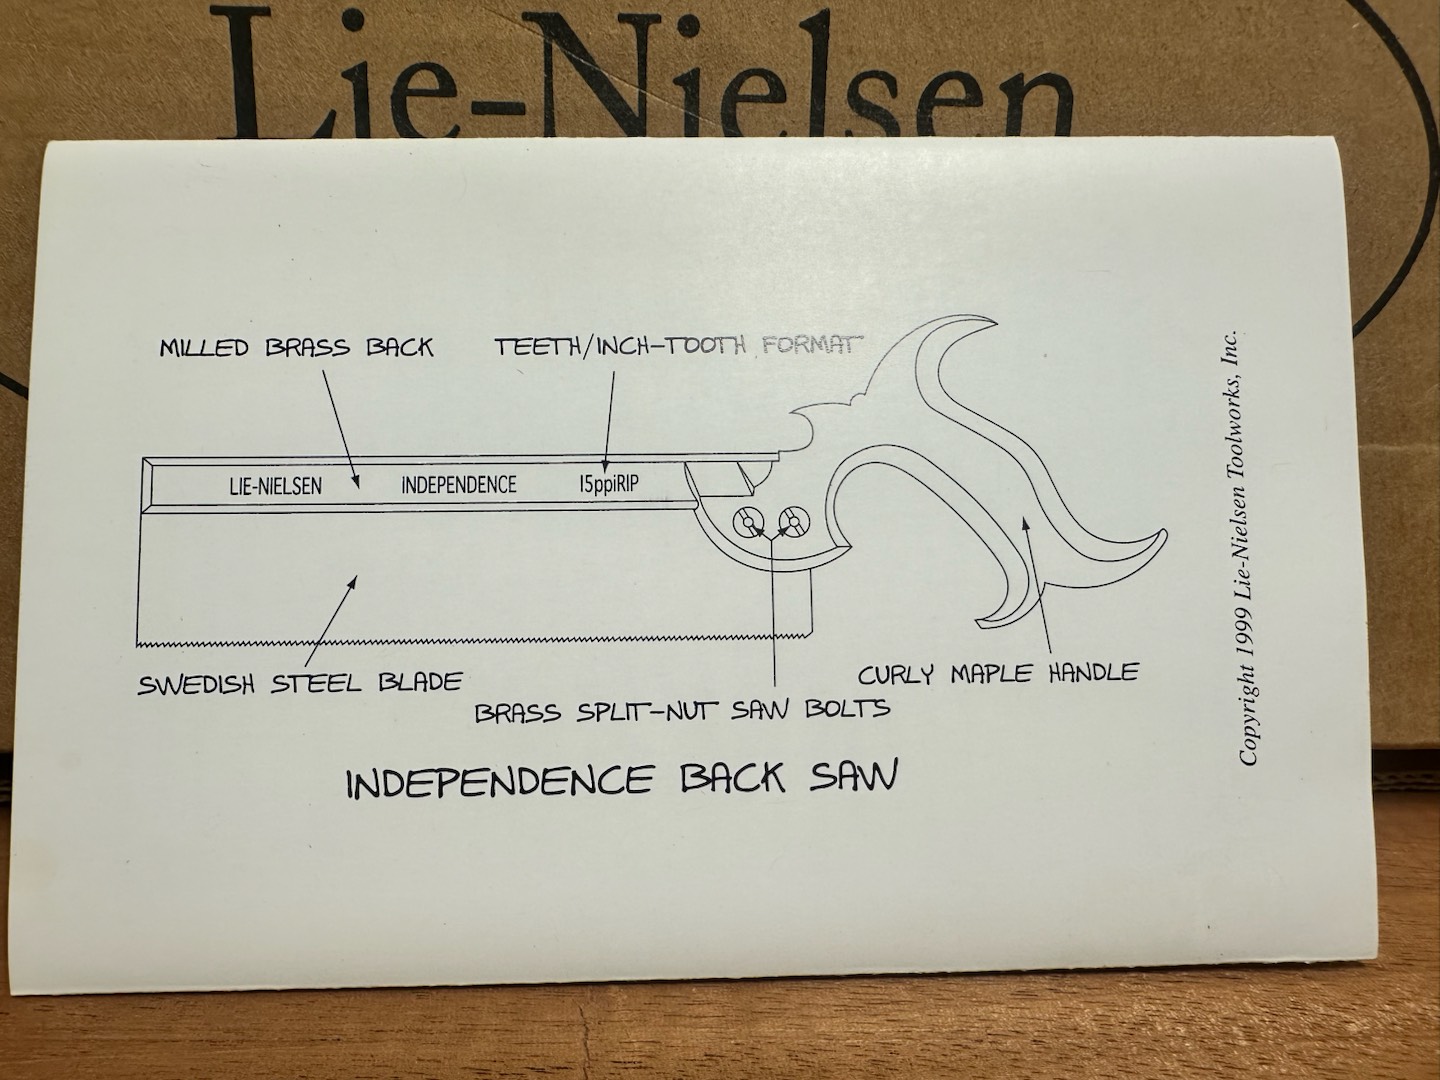 Lie-Nielsen
MILLED BRASS BACK
TEETH/INCH-TOOTH FORMAT
LIE-NIELSEN
INDEPENDENCE
15ppiRIP
SWEDISH STEEL BLADE
CURLY MAPLE HANDLE
BRASS SPLIT-NUT SAW BOLTS
INDEPENDENCE BACK SAW
Copyright 1999 Lie-Nielsen Toolworks, Inc.